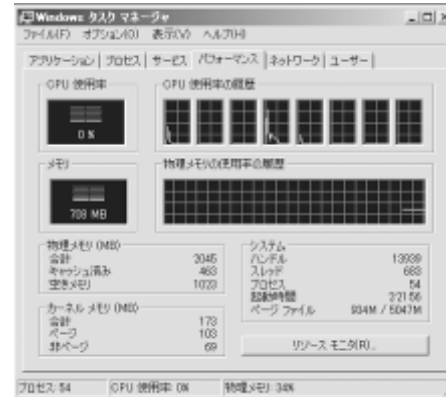 Windows タスク マネージャ
ファイル(F) オプション(O) 表示(V) ヘルプ(H)
アプリケーション プロセス サービス パフォーマンス ネットワーク ユーザー
CPU 使用率 CPU 使用率の履歴
0 %
メモリ 物理メモリの使用率の履歴
708 MB
物理メモリ (MB)
合計 2045
キャッシュ済み 463
空きメモリ 1023
カーネル メモリ (MB)
合計 173
ページ 103
非ページ 69
システム
ハンドル 13939
スレッド 683
プロセス 54
起動時間 2:21:56
ページ ファイル 934M / 5047M
リソース モニタ(R)...
プロセス: 54 CPU 使用率: 0% 物理メモリ: 34%